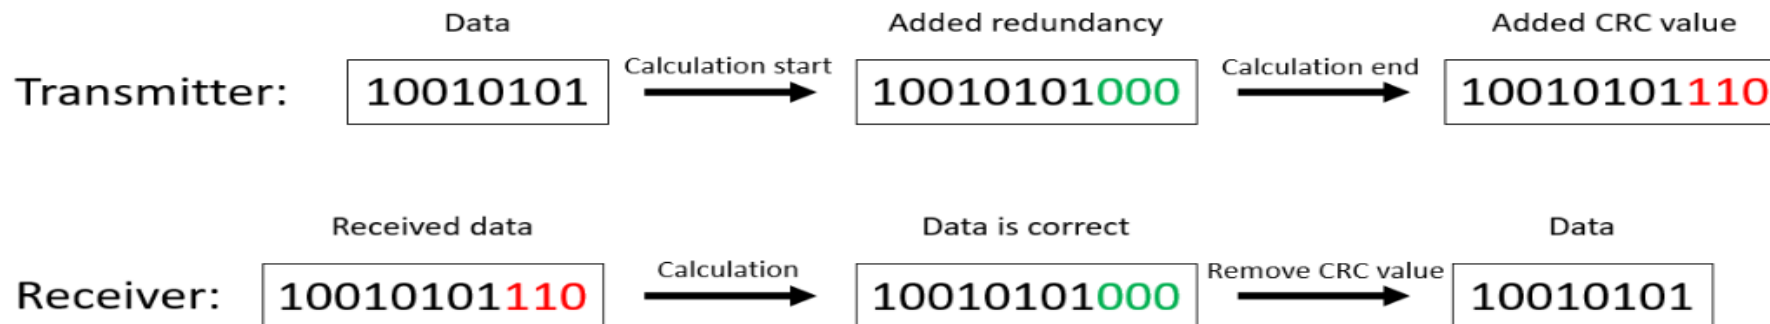 Data Added redundancy Added CRC value
Transmitter: 10010101 Calculation start 10010101000 Calculation end 10010101110
Received data Data is correct Data
Receiver: 10010101110 Calculation 10010101000 Remove CRC value 10010101